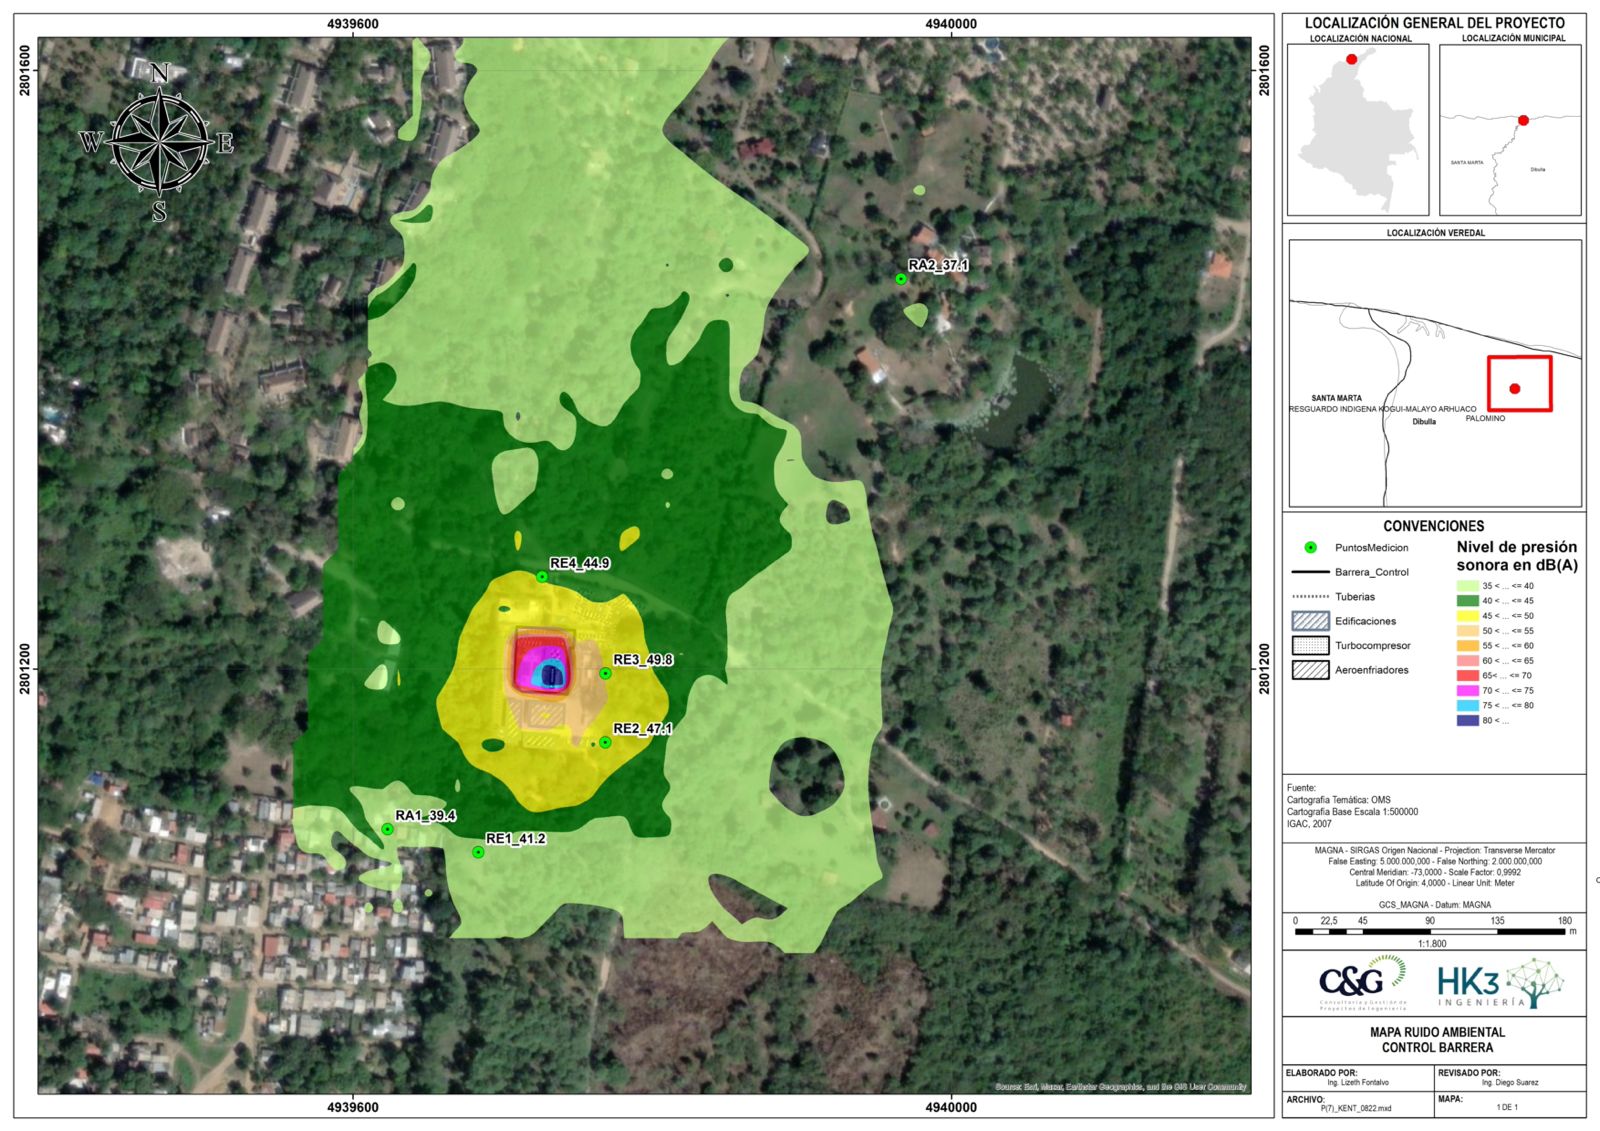 4939600
4940000
2801600
2801600
N
W
E
S
RA2_37.1
RE4_44.9
RE3_49.8
RE2_47.1
RA1_39.4
RE1_41.2
2801200
2801200
Source: Esri, Maxar, Earthstar Geographics, and the GIS User Community
4939600
4940000
LOCALIZACIÓN GENERAL DEL PROYECTO
LOCALIZACIÓN NACIONAL
LOCALIZACIÓN MUNICIPAL
SANTA MARTA
Dibulla
LOCALIZACIÓN VEREDAL
SANTA MARTA
RESGUARDO INDIGENA KOGUI-MALAYO ARHUACO
PALOMINO
Dibulla
CONVENCIONES
PuntosMedicion
Barrera_Control
Tuberias
Edificaciones
Turbocompresor
Aeroenfriadores
Nivel de presión
sonora en dB(A)
35 < ... <= 40
40 < ... <= 45
45 < ... <= 50
50 < ... <= 55
55 < ... <= 60
60 < ... <= 65
65< ... <= 70
70 < ... <= 75
75 < ... <= 80
80 < ...
Fuente:
Cartografía Temática: OMS
Cartografía Base Escala 1:500000
IGAC, 2007
MAGNA - SIRGAS Origen Nacional - Projection: Transverse Mercator
False Easting: 5.000.000,000 - False Northing: 2.000.000,000
Central Meridian: -73,0000 - Scale Factor: 0,9992
Latitude Of Origin: 4,0000 - Linear Unit: Meter
GCS_MAGNA - Datum: MAGNA
0 22,5 45 90 135 180
m
1:1.800
C&G
Consultoría y Gestión de
Proyectos de Ingeniería
HK3
INGENIERÍA
MAPA RUIDO AMBIENTAL
CONTROL BARRERA
ELABORADO POR:
Ing. Lizeth Fontalvo
REVISADO POR:
Ing. Diego Suarez
ARCHIVO:
P(7)_KENT_0822.mxd
MAPA:
1 DE 1